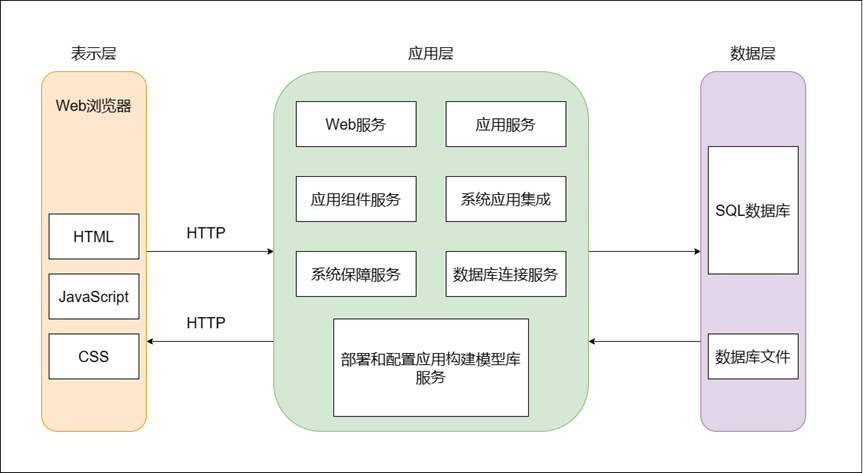 表示层
应用层
数据层
Web浏览器
HTML
JavaScript
CSS
HTTP
HTTP
Web服务
应用服务
应用组件服务
系统应用集成
系统保障服务
数据库连接服务
部署和配置应用构建模型库
服务
SQL数据库
数据库文件